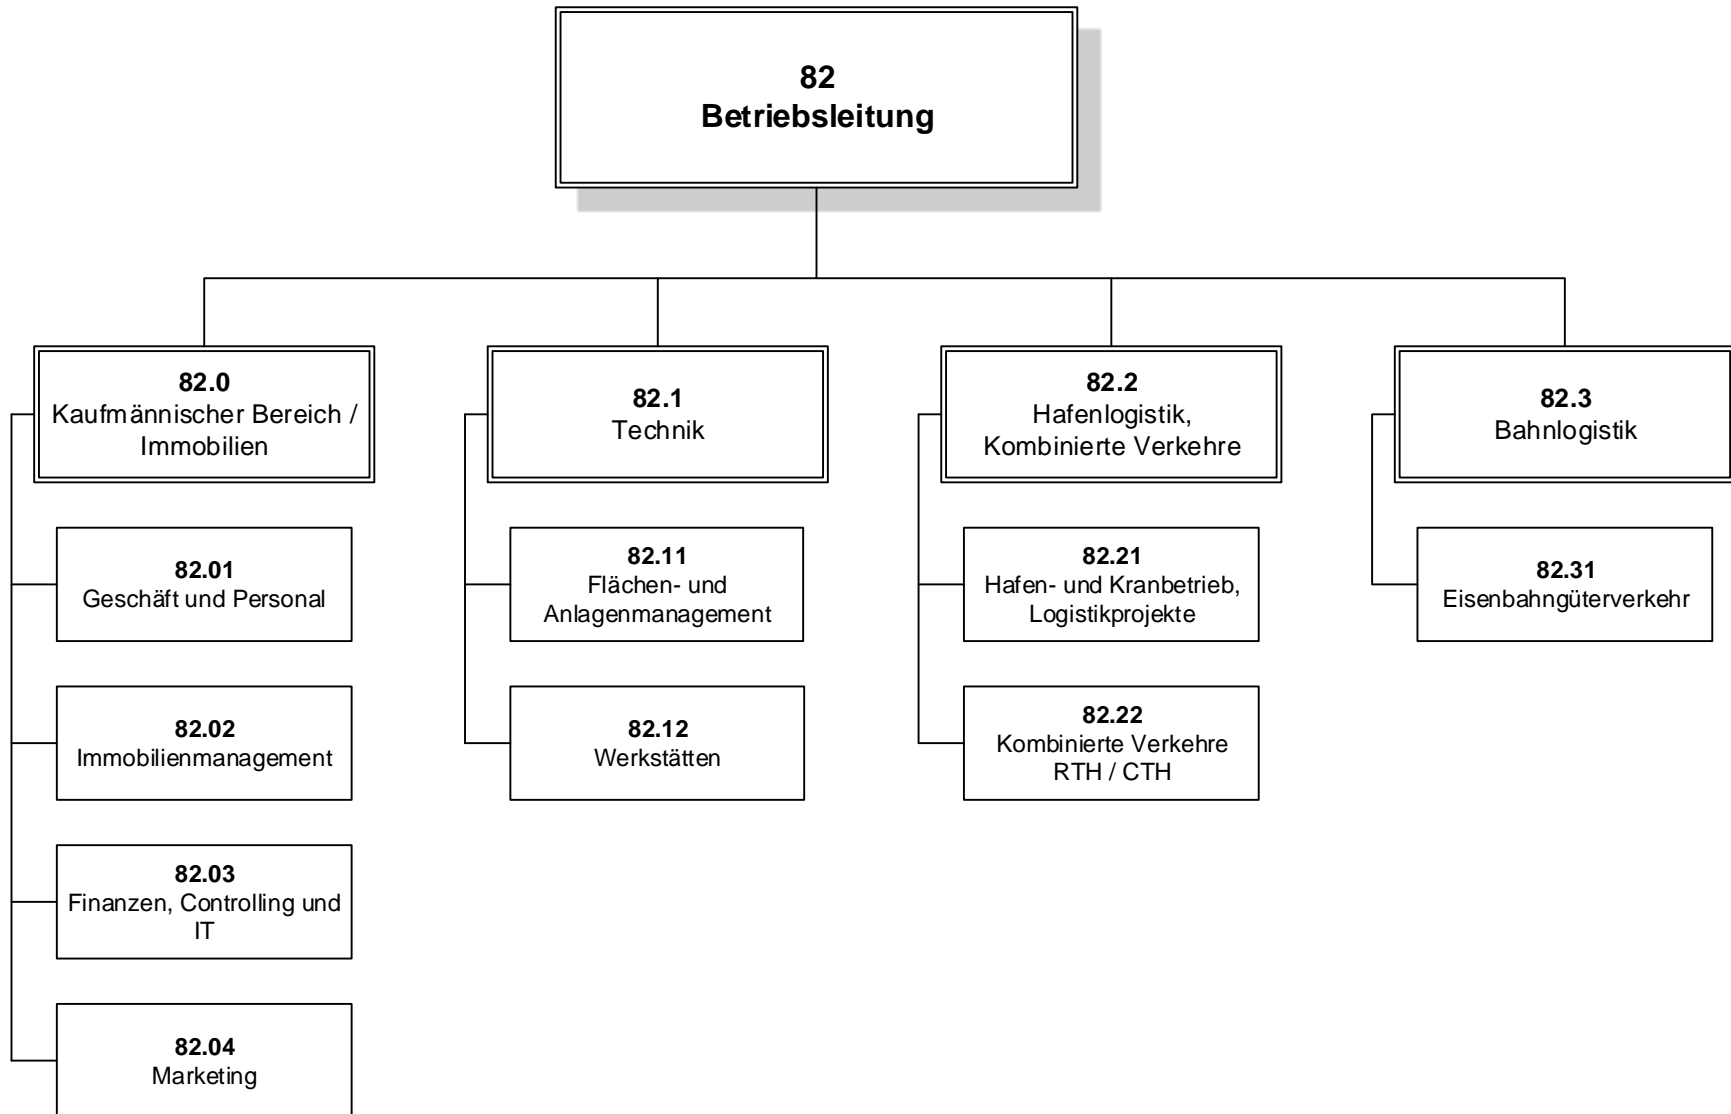 82
Betriebsleitung
82.0
Kaufmännischer Bereich /
Immobilien
82.1
Technik
82.2
Hafenlogistik,
Kombinierte Verkehre
82.3
Bahnlogistik
82.01
Geschäft und Personal
82.11
Flächen- und
Anlagenmanagement
82.21
Hafen- und Kranbetrieb,
Logistikprojekte
82.31
Eisenbahngüterverkehr
82.02
Immobilienmanagement
82.12
Werkstätten
82.22
Kombinierte Verkehre
RTH / CTH
82.03
Finanzen, Controlling und
IT
82.04
Marketing